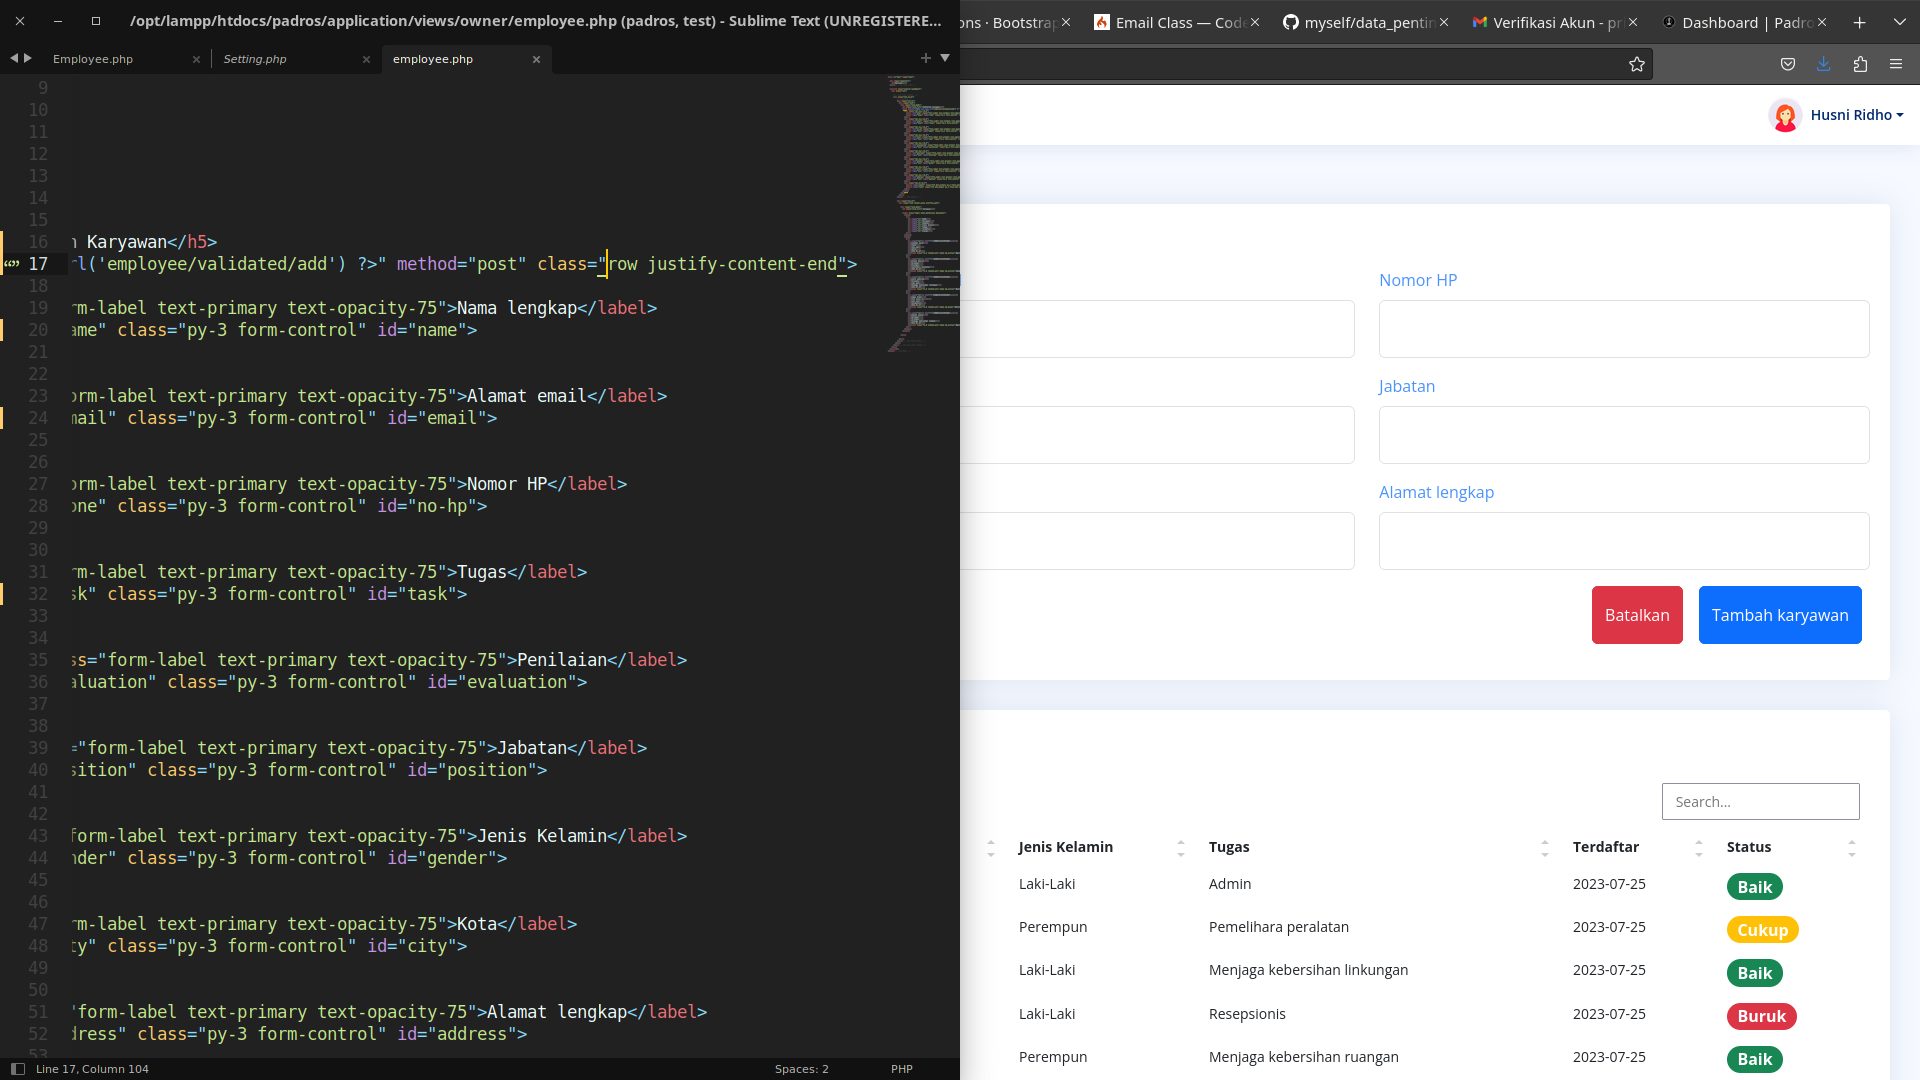 /opt/lampp/htdocs/padros/application/views/owner/employee.php (padros, test) - Sublime Text (UNREGISTERE...
Employee.php
Setting.php
employee.php
9
10
11
12
13
14
15
16 Karyawan</h5>
17 l('employee/validated/add') ?>" method="post" class="row justify-content-end">
18
19 m-label text-primary text-opacity-75">Nama lengkap</label>
20 me" class="py-3 form-control" id="name">
21
22
23 orm-label text-primary text-opacity-75">Alamat email</label>
24 mail" class="py-3 form-control" id="email">
25
26
27 orm-label text-primary text-opacity-75">Nomor HP</label>
28 one" class="py-3 form-control" id="no-hp">
29
30
31 m-label text-primary text-opacity-75">Tugas</label>
32 sk" class="py-3 form-control" id="task">
33
34
35 ss="form-label text-primary text-opacity-75">Penilaian</label>
36 aluation" class="py-3 form-control" id="evaluation">
37
38
39 ="form-label text-primary text-opacity-75">Jabatan</label>
40 sition" class="py-3 form-control" id="position">
41
42
43 form-label text-primary text-opacity-75">Jenis Kelamin</label>
44 nder" class="py-3 form-control" id="gender">
45
46
47 rm-label text-primary text-opacity-75">Kota</label>
48 ty" class="py-3 form-control" id="city">
49
50
51 "form-label text-primary text-opacity-75">Alamat lengkap</label>
52 dress" class="py-3 form-control" id="address">
53
Line 17, Column 104
Spaces: 2
PHP
ons · Bootstrap
Email Class — Code
myself/data_pentin
Verifikasi Akun - pr
Dashboard | Padro
Husni Ridho
Nomor HP
Jabatan
Alamat lengkap
Batalkan
Tambah karyawan
Search...
Jenis Kelamin Tugas Terdaftar Status
Laki-Laki Admin 2023-07-25 Baik
Perempun Pemelihara peralatan 2023-07-25 Cukup
Laki-Laki Menjaga kebersihan linkungan 2023-07-25 Baik
Laki-Laki Resepsionis 2023-07-25 Buruk
Perempun Menjaga kebersihan ruangan 2023-07-25 Baik